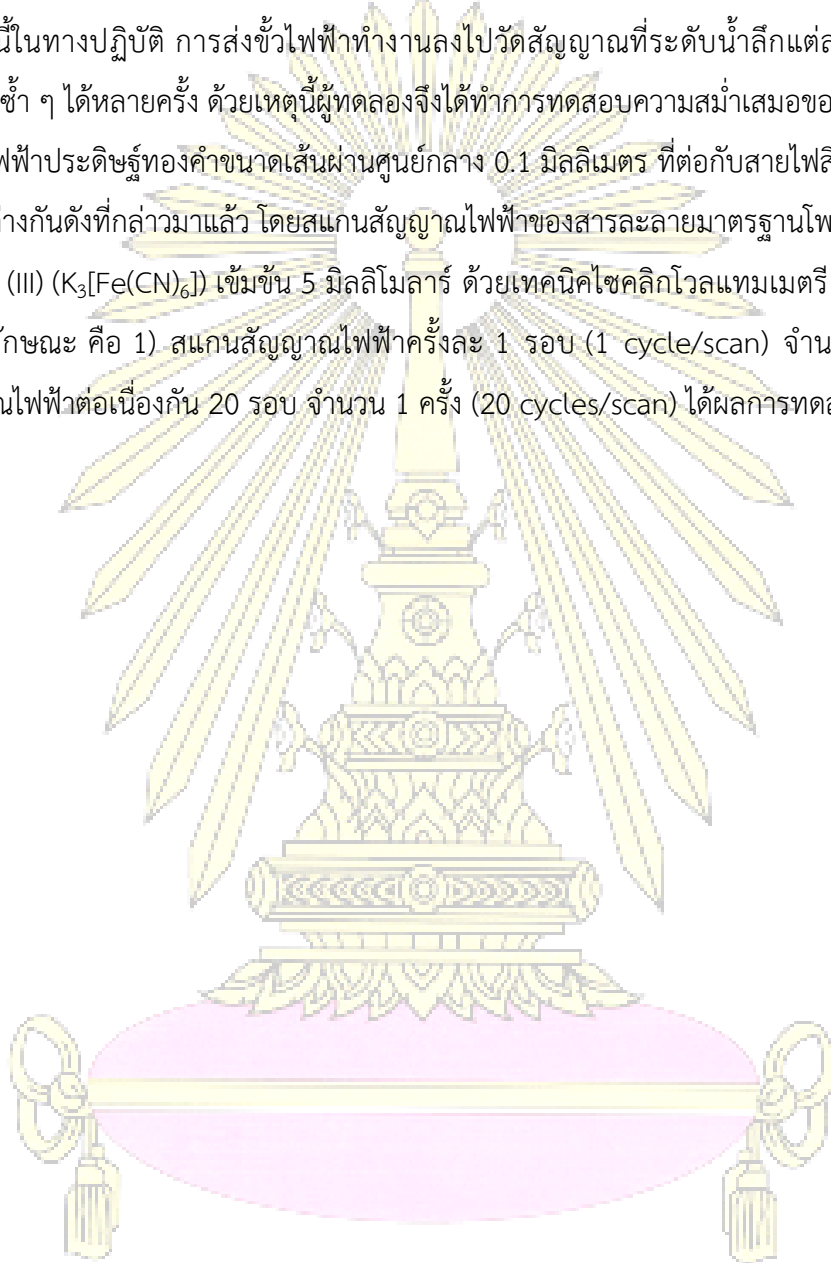 นี้ในทางปฏิบัติ การส่งขั้วไฟฟ้าทำงานลงไปวัดสัญญาณที่ระดับน้ำลึกแต่ล
ซ้ำ ๆ ได้หลายครั้ง ด้วยเหตุนี้ผู้ทดลองจึงได้ทำการทดสอบความสม่ำเสมอขอ
ฟฟ้าประดิษฐ์ทองคำขนาดเส้นผ่านศูนย์กลาง 0.1 มิลลิเมตร ที่ต่อกับสายไฟสี
่างกันดังที่กล่าวมาแล้ว โดยสแกนสัญญาณไฟฟ้าของสารละลายมาตรฐานโพ
(III) (K₃[Fe(CN)₆]) เข้มข้น 5 มิลลิโมลาร์ ด้วยเทคนิคไซคลิกโวลแทมเมตรี
ักษณะ คือ 1) สแกนสัญญาณไฟฟ้าครั้งละ 1 รอบ (1 cycle/scan) จำน
ณไฟฟ้าต่อเนื่องกัน 20 รอบ จำนวน 1 ครั้ง (20 cycles/scan) ได้ผลการทดล